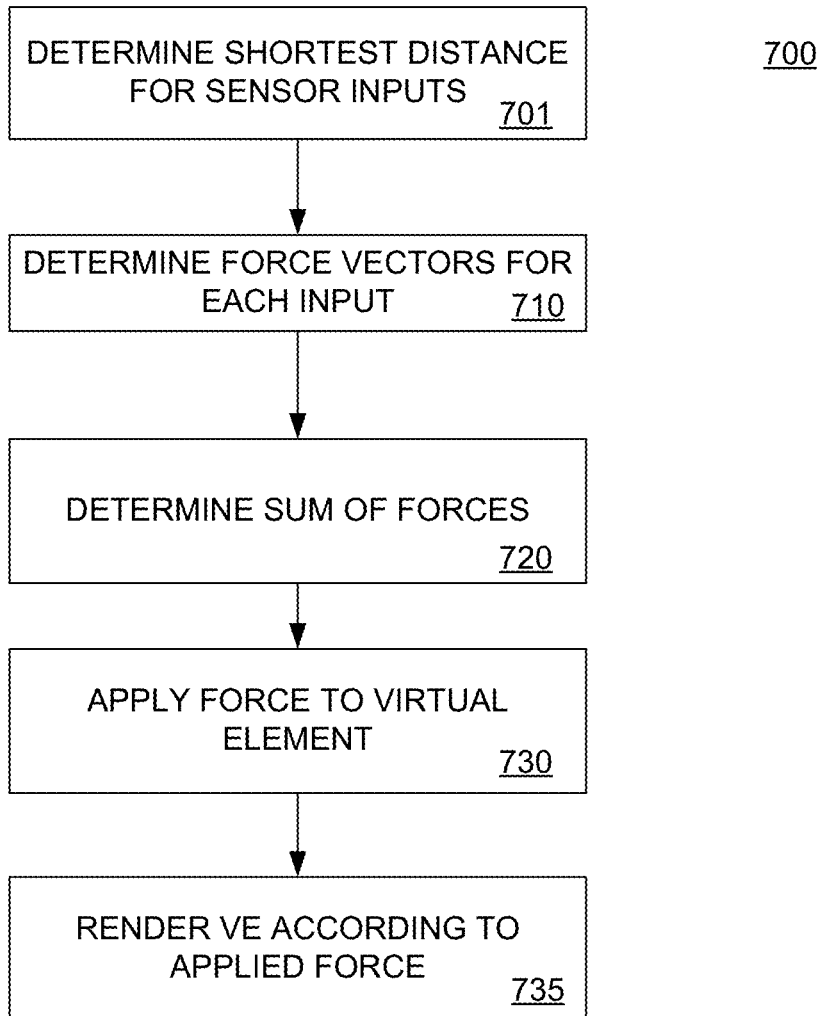 DETERMINE SHORTEST DISTANCE
FOR SENSOR INPUTS
701
700
DETERMINE FORCE VECTORS FOR
EACH INPUT
710
DETERMINE SUM OF FORCES
720
APPLY FORCE TO VIRTUAL
ELEMENT
730
RENDER VE ACCORDING TO
APPLIED FORCE
735